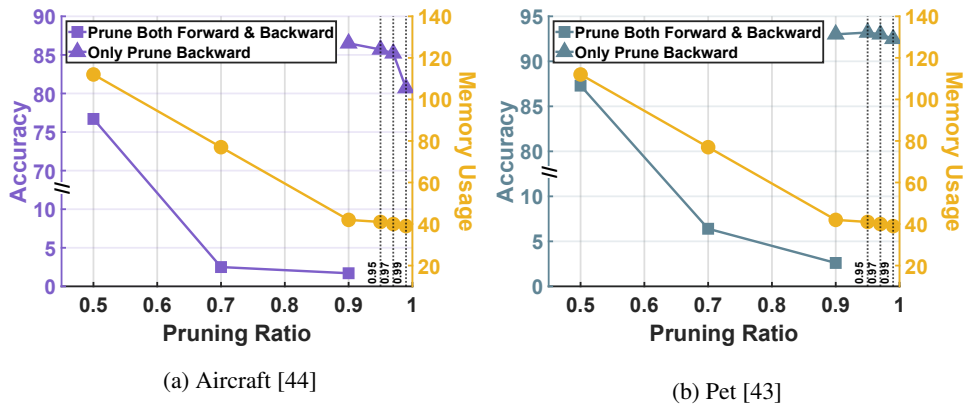 Prune Both Forward & Backward
Only Prune Backward
Accuracy
90
85
80
75
70
10
5
0
140
120
100
80
60
40
20
Memory Usage
0.95
0.97
0.99
0.5 0.6 0.7 0.8 0.9 1
Pruning Ratio
(a) Aircraft [44]
Prune Both Forward & Backward
Only Prune Backward
Accuracy
95
90
85
80
10
5
0
140
120
100
80
60
40
20
Memory Usage
0.95
0.97
0.99
0.5 0.6 0.7 0.8 0.9 1
Pruning Ratio
(b) Pet [43]